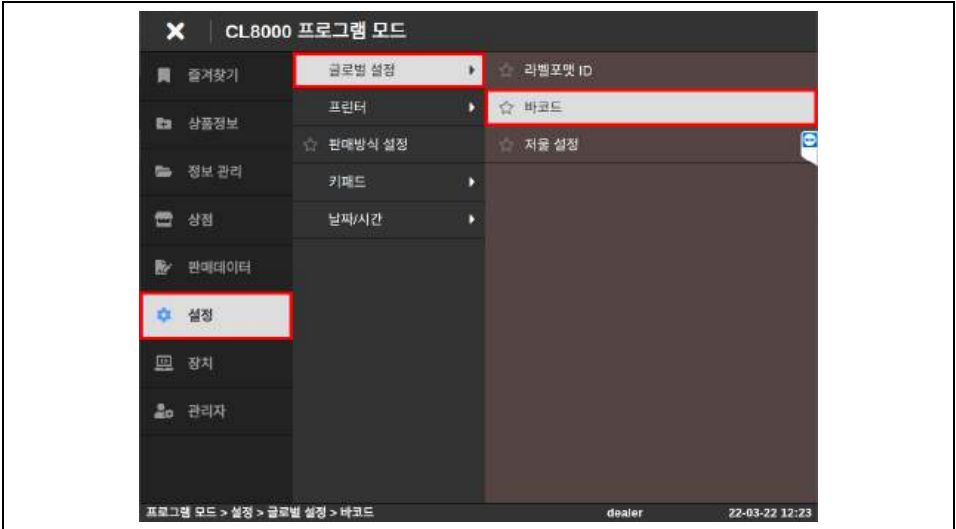 CL8000 프로그램 모드
즐겨찾기
상품정보
정보 관리
상점
판매데이터
설정
장치
관리자
글로벌 설정
프린터
판매방식 설정
키패드
날짜/시간
라벨포맷 ID
바코드
저울 설정
프로그램 모드 > 설정 > 글로벌 설정 > 바코드
dealer
22-03-22 12:23